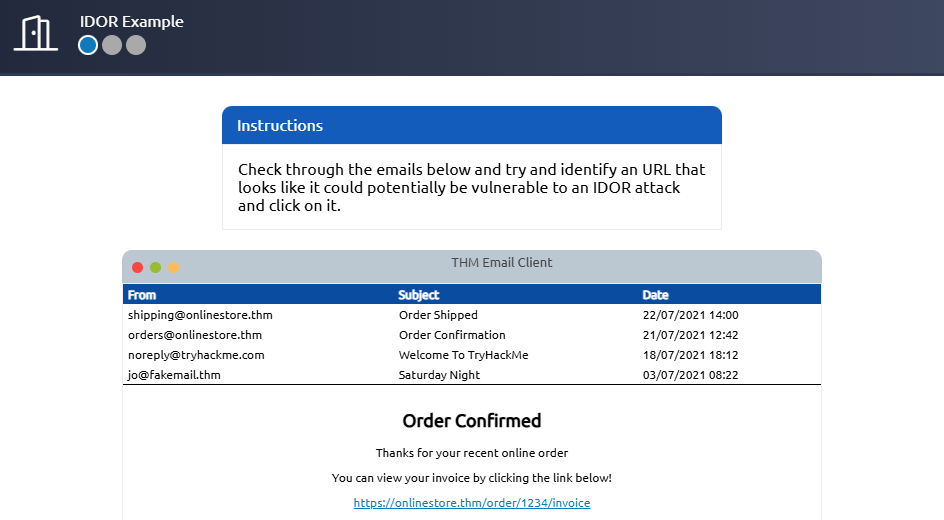 IDOR Example
Instructions
Check through the emails below and try and identify an URL that
looks like it could potentially be vulnerable to an IDOR attack
and click on it.
THM Email Client
From Subject Date
shipping@onlinestore.thm Order Shipped 22/07/2021 14:00
orders@onlinestore.thm Order Confirmation 21/07/2021 12:42
noreply@tryhackme.com Welcome To TryHackMe 18/07/2021 18:12
jo@fakemail.thm Saturday Night 03/07/2021 08:22
Order Confirmed
Thanks for your recent online order
You can view your invoice by clicking the link below!
https://onlinestore.thm/order/1234/invoice